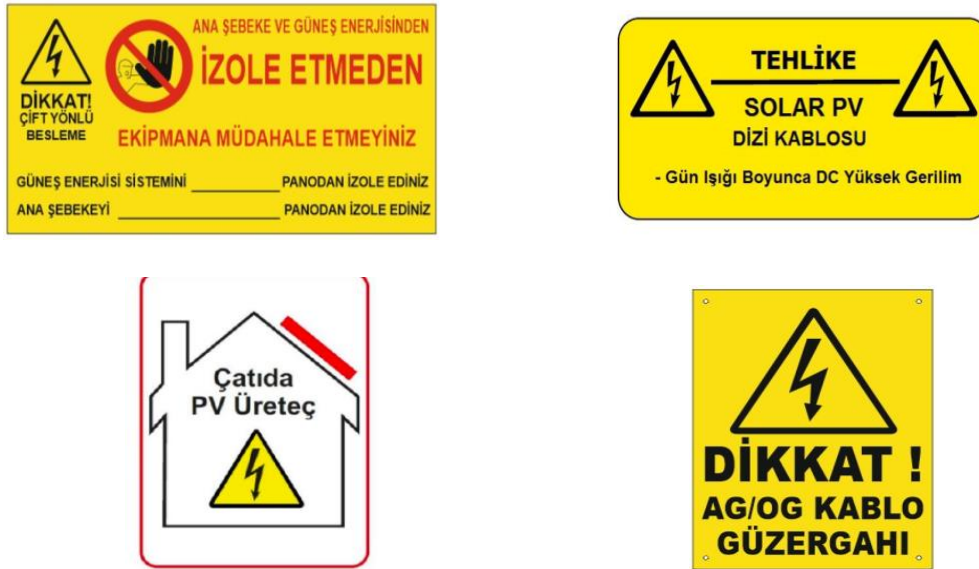 ANA ŞEBEKE VE GÜNEŞ ENERJİSİNDEN
İZOLE ETMEDEN
DİKKAT!
ÇİFT YÖNLÜ
BESLEME
EKİPMANA MÜDAHALE ETMEYİNİZ
GÜNEŞ ENERJİSİ SİSTEMİNİ ____________ PANODAN İZOLE EDİNİZ
ANA ŞEBEKEYİ ____________ PANODAN İZOLE EDİNİZ
TEHLİKE
SOLAR PV
DİZİ KABLOSU
- Gün Işığı Boyunca DC Yüksek Gerilim
Çatıda
PV Üreteç
DİKKAT !
AG/OG KABLO
GÜZERGAHI